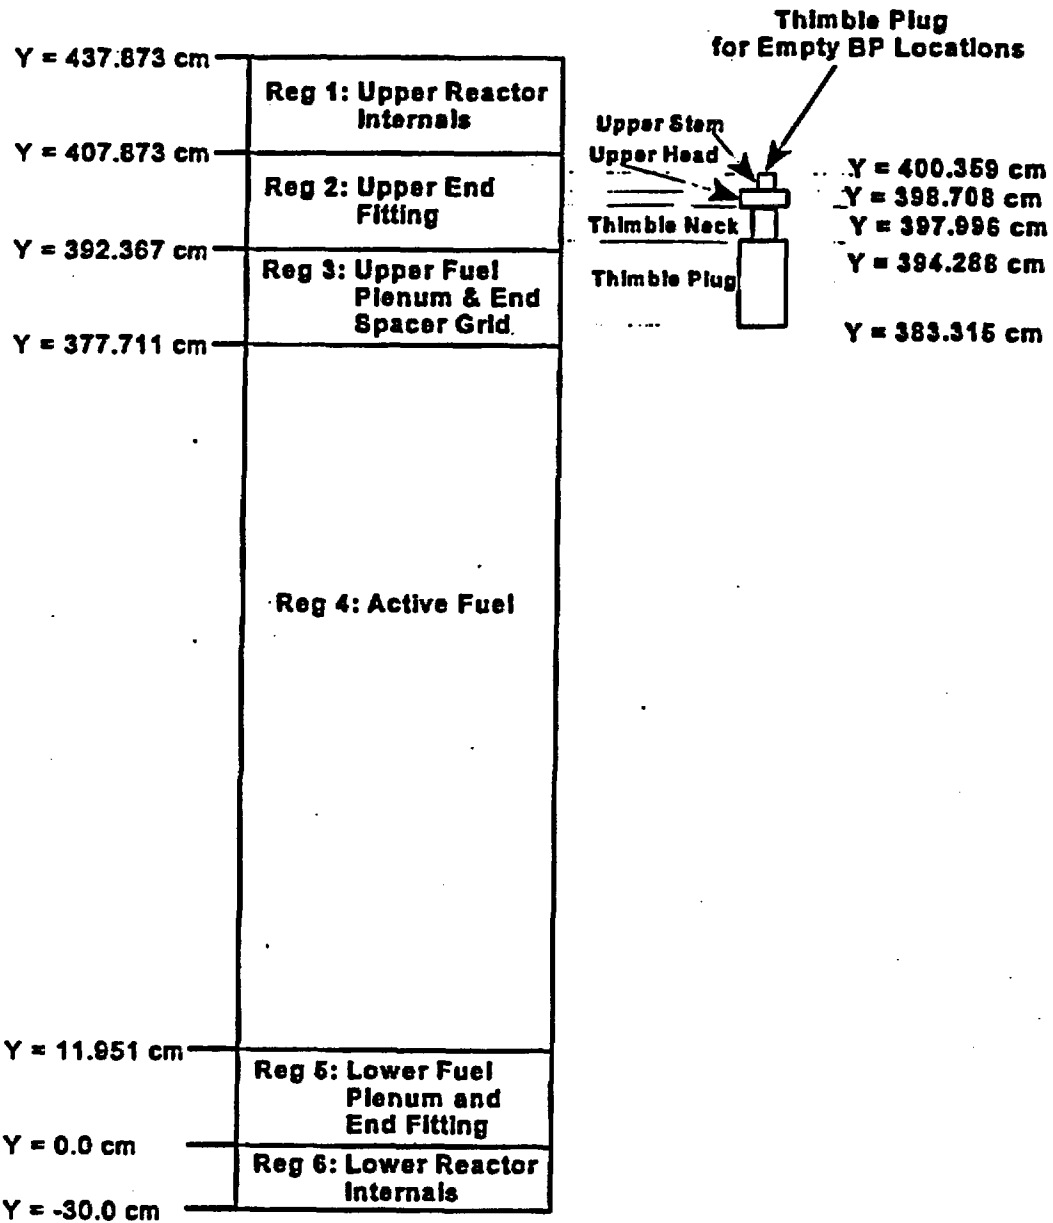 Thimble Plug
for Empty BP Locations
Y = 437.873 cm
Reg 1: Upper Reactor
Internals
Upper Stem
Upper Head
Y = 407.873 cm
Reg 2: Upper End
Fitting
Y = 400.359 cm
Y = 398.708 cm
Thimble Neck
Y = 397.996 cm
Y = 392.367 cm
Reg 3: Upper Fuel
Plenum & End
Spacer Grid
Thimble Plug
Y = 394.286 cm
Y = 383.315 cm
Y = 377.711 cm
Reg 4: Active Fuel
Y = 11.951 cm
Reg 5: Lower Fuel
Plenum and
End Fitting
Y = 0.0 cm
Reg 6: Lower Reactor
Internals
Y = -30.0 cm